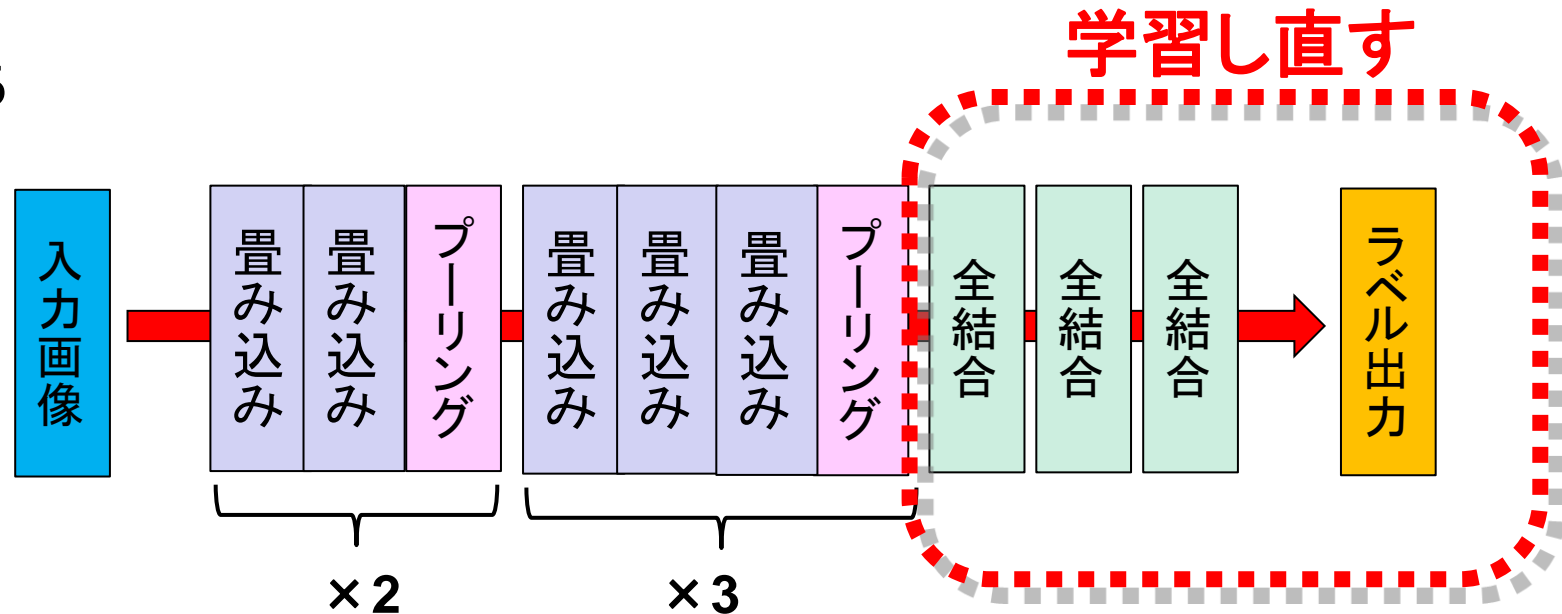 学習し直す
入力画像
畳み込み
畳み込み
プーリング
畳み込み
畳み込み
畳み込み
プーリング
全結合
全結合
全結合
ラベル出力
×2
×3